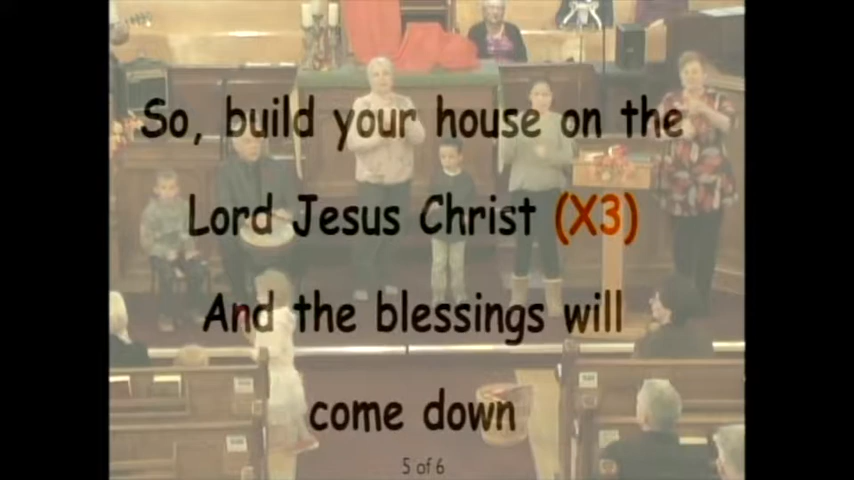 So, build your house on the
Lord Jesus Christ (X3)
And the blessings will
come down
5 of 6